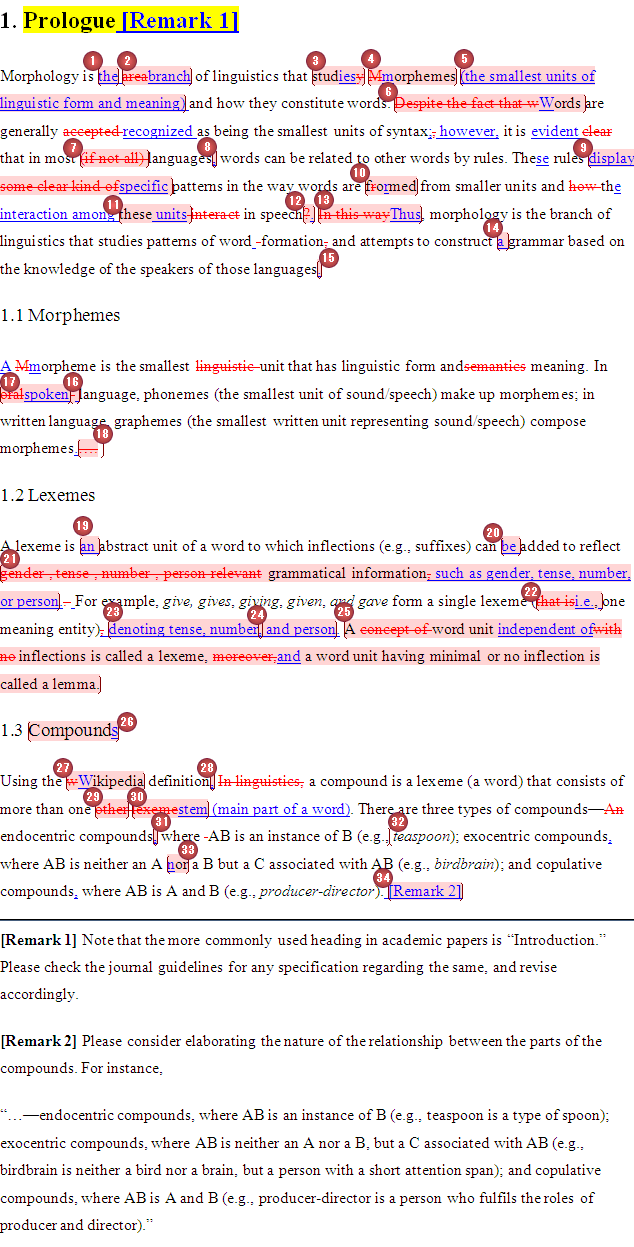 1. Prologue [Remark 1]
1 2 3 4 5
Morphology is the areabranch of linguistics that studiesy Mmorphemes (the smallest units of
6
linguistic form and meaning) and how they constitute words. Despite the fact that wWords are
generally accepted recognized as being the smallest units of syntax;, however, it is evident clear
7 8 9
that in most (if not all) languages, words can be related to other words by rules. These rules display
10
some clear kind ofspecific patterns in the way words are frormed from smaller units and how the
11 12 13
interaction among these units interact in speech?. In this wayThus, morphology is the branch of
14
linguistics that studies patterns of word -formation, and attempts to construct a grammar based on
15
the knowledge of the speakers of those languages.
1.1 Morphemes
A Mmorpheme is the smallest linguistic unit that has linguistic form andsemantics meaning. In
17 16
oralspoken- language, phonemes (the smallest unit of sound/speech) make up morphemes; in
written language, graphemes (the smallest written unit representing sound/speech) compose
18
morphemes.….
1.2 Lexemes
19 20
A lexeme is an abstract unit of a word to which inflections (e.g., suffixes) can be added to reflect
21
gender , tense , number , person relevant grammatical information, such as gender, tense, number,
22
or person. – For example, give, gives, giving, given, and gave form a single lexeme (that isi.e., one
23 24 25
meaning entity), denoting tense, number, and person. A concept of word unit independent ofwith
no inflections is called a lexeme, moreover,and a word unit having minimal or no inflection is
called a lemma.
1.3 Compounds
26
27 28
Using the wWikipedia definition, In linguistics, a compound is a lexeme (a word) that consists of
29 30
more than one other lexemestem (main part of a word). There are three types of compounds—An
31 32
endocentric compounds, where -AB is an instance of B (e.g., teaspoon); exocentric compounds,
33
where AB is neither an A nor a B but a C associated with AB (e.g., birdbrain); and copulative
34
compounds, where AB is A and B (e.g., producer-director). [Remark 2]
[Remark 1] Note that the more commonly used heading in academic papers is “Introduction.”
Please check the journal guidelines for any specification regarding the same, and revise
accordingly.
[Remark 2] Please consider elaborating the nature of the relationship between the parts of the
compounds. For instance,
“…—endocentric compounds, where AB is an instance of B (e.g., teaspoon is a type of spoon);
exocentric compounds, where AB is neither an A nor a B, but a C associated with AB (e.g.,
birdbrain is neither a bird nor a brain, but a person with a short attention span); and copulative
compounds, where AB is A and B (e.g., producer-director is a person who fulfils the roles of
producer and director).”